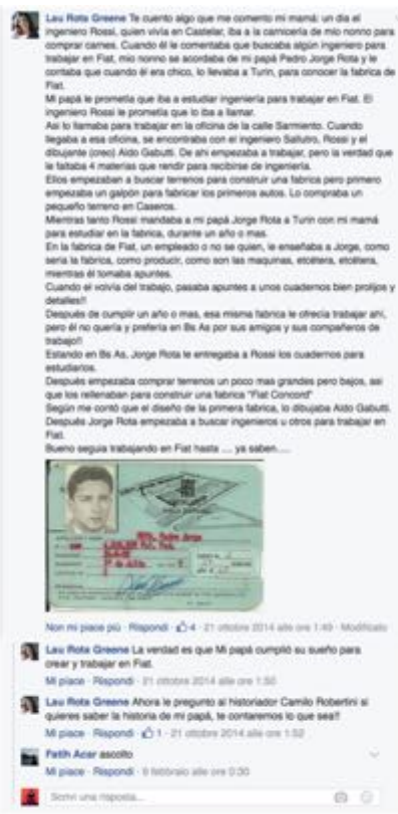 Lau Rota Greene Te cuento algo que me comento mi mamá: un dia el
ingeniero Rossi, quien vivía en Castelar, iba a la carnicería de mio nonno para
comprar carnes. Cuando él le comentaba que buscaba algún ingeniero para
trabajar en Fiat, mio nonno se acordaba de mi papá Pedro Jorge Rota y le
contaba que cuando él era chico, lo llevaba a Turin, para conocer la fabrica de
Fiat.
Mi papá le prometía que iba a estudiar ingeniería para trabajar en Fiat. El
ingeniero Rossi le prometía que lo iba a llamar.
Asi lo llamaba para trabajar en la oficina de la calle Sarmiento. Cuando
llegaba a esa oficina, se encontraba con el ingeniero Sallutro, Rossi y el
dibujante (creo) Aldo Gabutti. De ahi empezaba a trabajar, pero la verdad que
le faltaba 4 materias que rendir para recibirse de ingeniería.
Ellos empezaban a buscar terrenos para construir una fabrica pero primero
empezaba un galpón para fabricar los primeros autos. Lo compraba un
pequeño terreno en Caseros.
Mientras tanto Rossi mandaba a mi papá Jorge Rota a Turin con mi mamá
para estudiar en la fabrica, durante un año o mas.
En la fabrica de Fiat, un empleado o no se quien, le enseñaba a Jorge, como
seria la fabrica, como producir, como son las maquinas, etcétera, etcétera,
mientras él tomaba apuntes.
Cuando el volvía del trabajo, pasaba apuntes a unos cuadernos bien prolijos y
detalles!!
Después de cumplir un año o mas, esa misma fabrica le ofrecía trabajar ahi,
pero él no quería y prefería en Bs As por sus amigos y sus compañeros de
trabajo!!
Estando en Bs As, Jorge Rota le entregaba a Rossi los cuadernos para
estudiarlos.
Después empezaba comprar terrenos un poco mas grandes pero bajos, asi
que los rellenaban para construir una fabrica "Fiat Concord"
Según me contó que el diseño de la primera fabrica, lo dibujaba Aldo Gabutti.
Después Jorge Rota empezaba a buscar ingenieros u otros para trabajar en
Fiat.
Bueno seguia trabajando en Fiat hasta .... ya saben.....
ROTA, Pedro Jorge
Non mi piace più · Rispondi · 4 · 21 ottobre 2014 alle ore 1:49 · Modificato
Lau Rota Greene La verdad es que Mi papá cumplió su sueño para
crear y trabajar en Fiat.
Mi piace · Rispondi · 21 ottobre 2014 alle ore 1:50
Lau Rota Greene Ahora le pregunto al historiador Camilo Robertini si
quieres saber la historia de mi papá, te contaremos lo que sea!!
Mi piace · Rispondi · 1 · 21 ottobre 2014 alle ore 1:52
Fatih Acar ascolto
Mi piace · Rispondi · 9 febbraio alle ore 0:30
Scrivi una risposta...